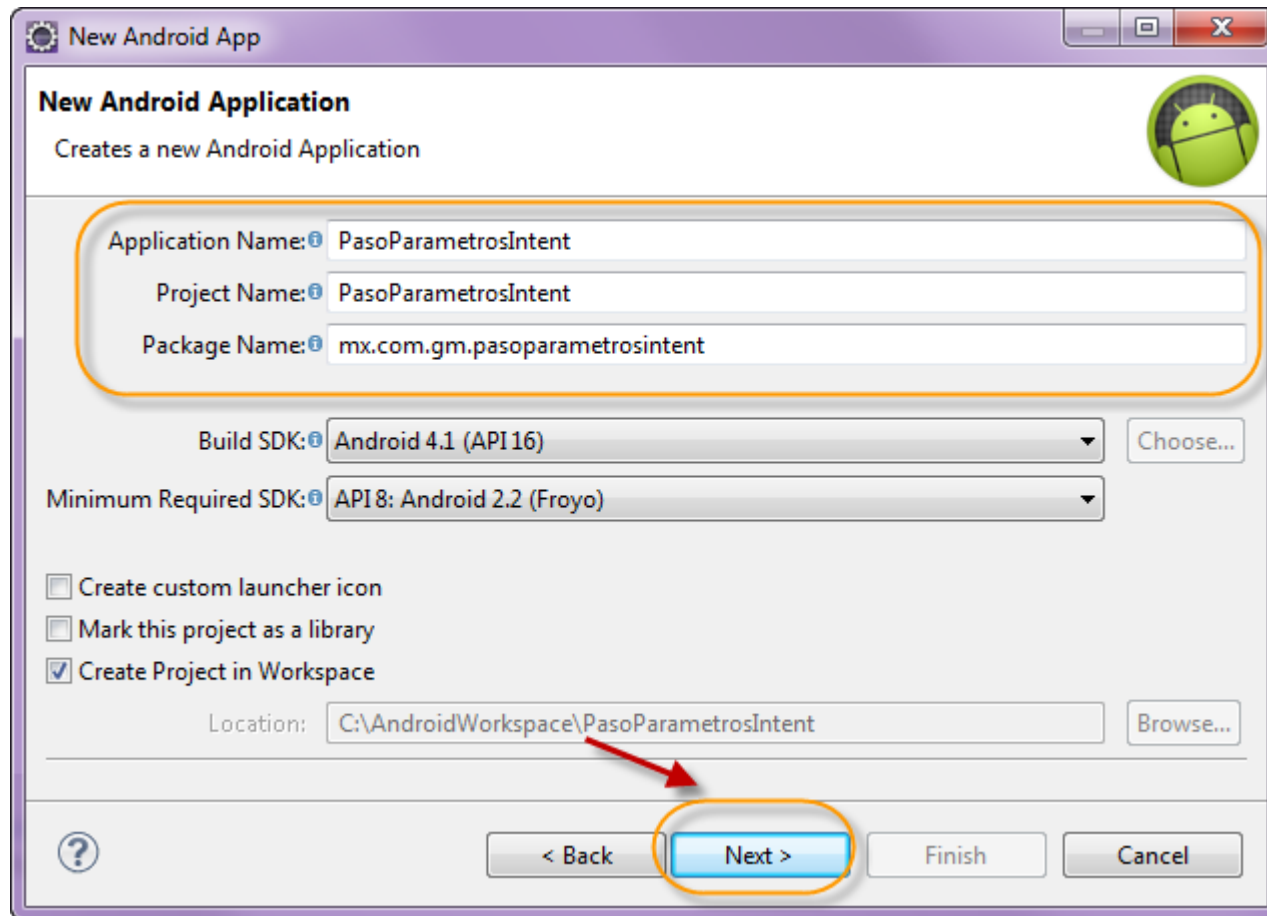 New Android App
New Android Application
Creates a new Android Application
Application Name: PasoParametrosIntent
Project Name: PasoParametrosIntent
Package Name: mx.com.gm.pasoparametrosintent
Build SDK: Android 4.1 (API 16) Choose...
Minimum Required SDK: API 8: Android 2.2 (Froyo)
Create custom launcher icon
Mark this project as a library
Create Project in Workspace
Location: C:\AndroidWorkspace\PasoParametrosIntent Browse...
? < Back Next > Finish Cancel